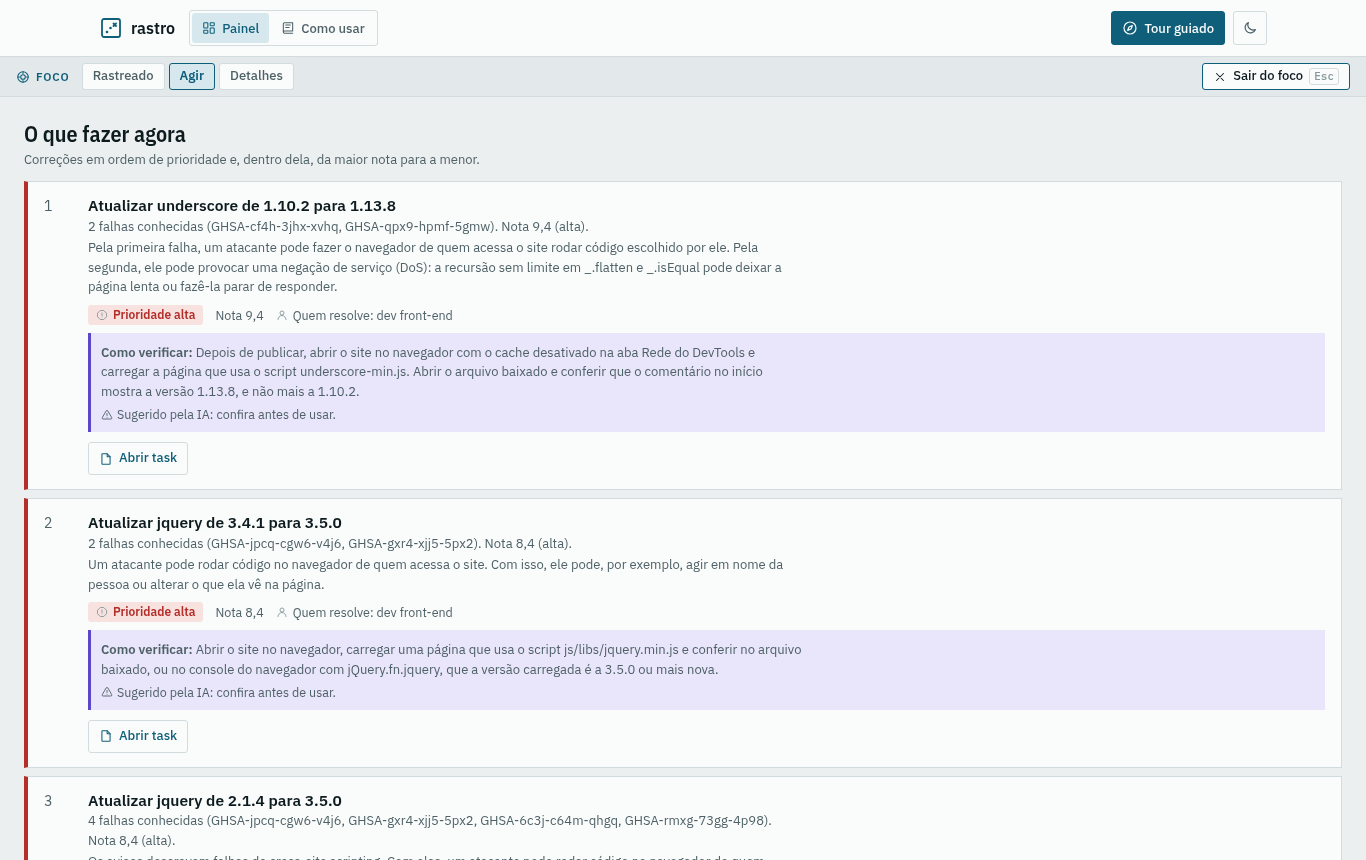 rastro
Painel
Como usar
Tour guiado
FOCO
Rastreado
Agir
Detalhes
Sair do foco Esc
O que fazer agora
Correções em ordem de prioridade e, dentro dela, da maior nota para a menor.
1
Atualizar underscore de 1.10.2 para 1.13.8
2 falhas conhecidas (GHSA-cf4h-3jhx-xvhq, GHSA-qpx9-hpmf-5gmw). Nota 9,4 (alta).
Pela primeira falha, um atacante pode fazer o navegador de quem acessa o site rodar código escolhido por ele. Pela
segunda, ele pode provocar uma negação de serviço (DoS): a recursão sem limite em _.flatten e _.isEqual pode deixar a
página lenta ou fazê-la parar de responder.
Prioridade alta Nota 9,4 Quem resolve: dev front-end
Como verificar: Depois de publicar, abrir o site no navegador com o cache desativado na aba Rede do DevTools e
carregar a página que usa o script underscore-min.js. Abrir o arquivo baixado e conferir que o comentário no início
mostra a versão 1.13.8, e não mais a 1.10.2.
Sugerido pela IA: confira antes de usar.
Abrir task
2
Atualizar jquery de 3.4.1 para 3.5.0
2 falhas conhecidas (GHSA-jpcq-cgw6-v4j6, GHSA-gxr4-xjj5-5px2). Nota 8,4 (alta).
Um atacante pode rodar código no navegador de quem acessa o site. Com isso, ele pode, por exemplo, agir em nome da
pessoa ou alterar o que ela vê na página.
Prioridade alta Nota 8,4 Quem resolve: dev front-end
Como verificar: Abrir o site no navegador, carregar uma página que usa o script js/libs/jquery.min.js e conferir no arquivo
baixado, ou no console do navegador com jQuery.fn.jquery, que a versão carregada é a 3.5.0 ou mais nova.
Sugerido pela IA: confira antes de usar.
Abrir task
3
Atualizar jquery de 2.1.4 para 3.5.0
4 falhas conhecidas (GHSA-jpcq-cgw6-v4j6, GHSA-gxr4-xjj5-5px2, GHSA-6c3j-c64m-qhgq, GHSA-rmxg-73gg-4p98).
Nota 8,4 (alta).